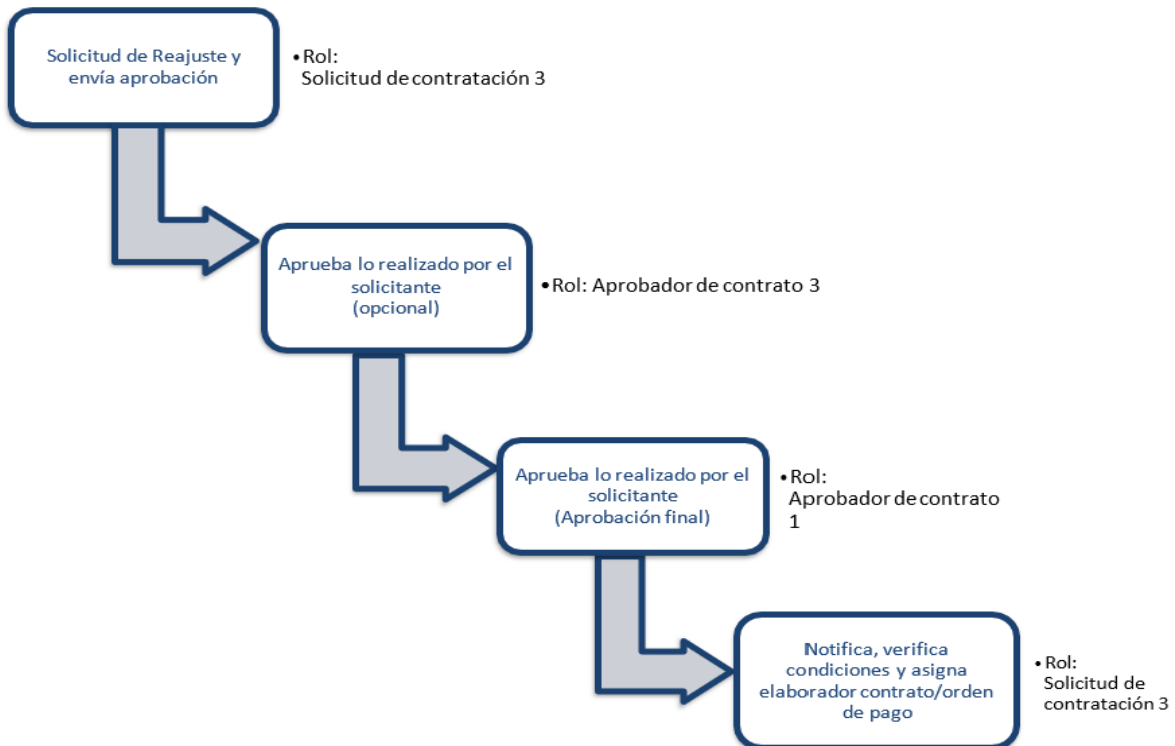 Solicitud de Reajuste y
envía aprobación
•Rol:
Solicitud de contratación 3
Aprueba lo realizado por el
solicitante
(opcional)
•Rol: Aprobador de contrato 3
Aprueba lo realizado por el
solicitante
(Aprobación final)
•Rol:
Aprobador de contrato
1
Notifica, verifica
condiciones y asigna
elaborador contrato/orden
de pago
•Rol:
Solicitud de
contratación 3